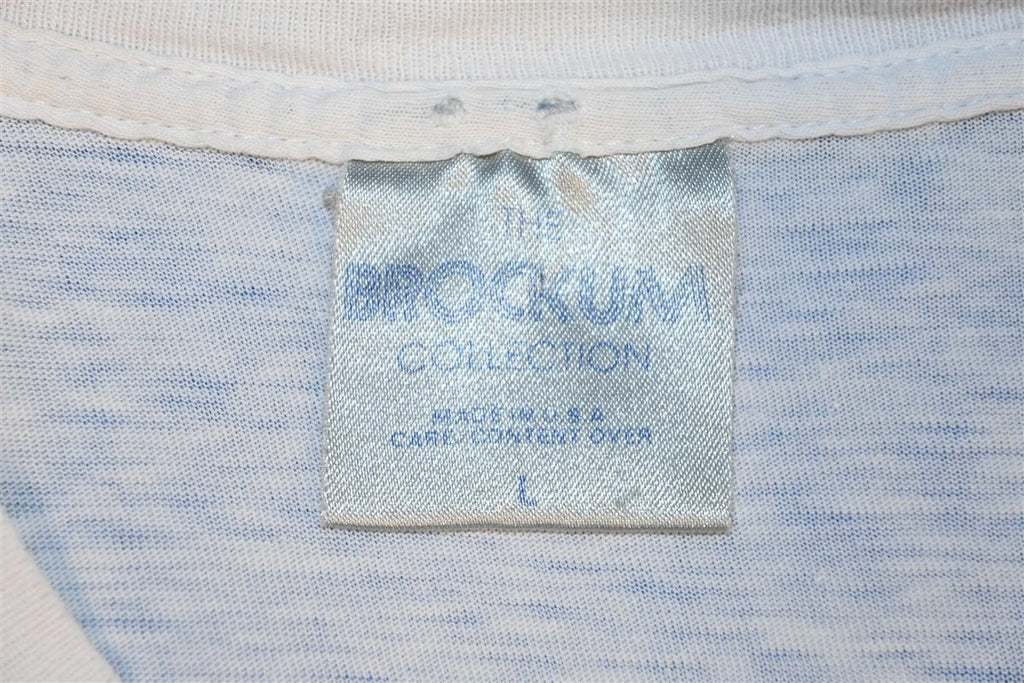 THE
BROCKUM
COLLECTION
MADE IN U.S.A.
CARE/CONTENT OVER
L